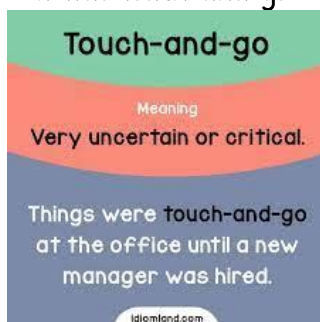 Touch-and-go
Meaning
Very uncertain or critical.
Things were touch-and-go
at the office until a new
manager was hired.
idiomland.com